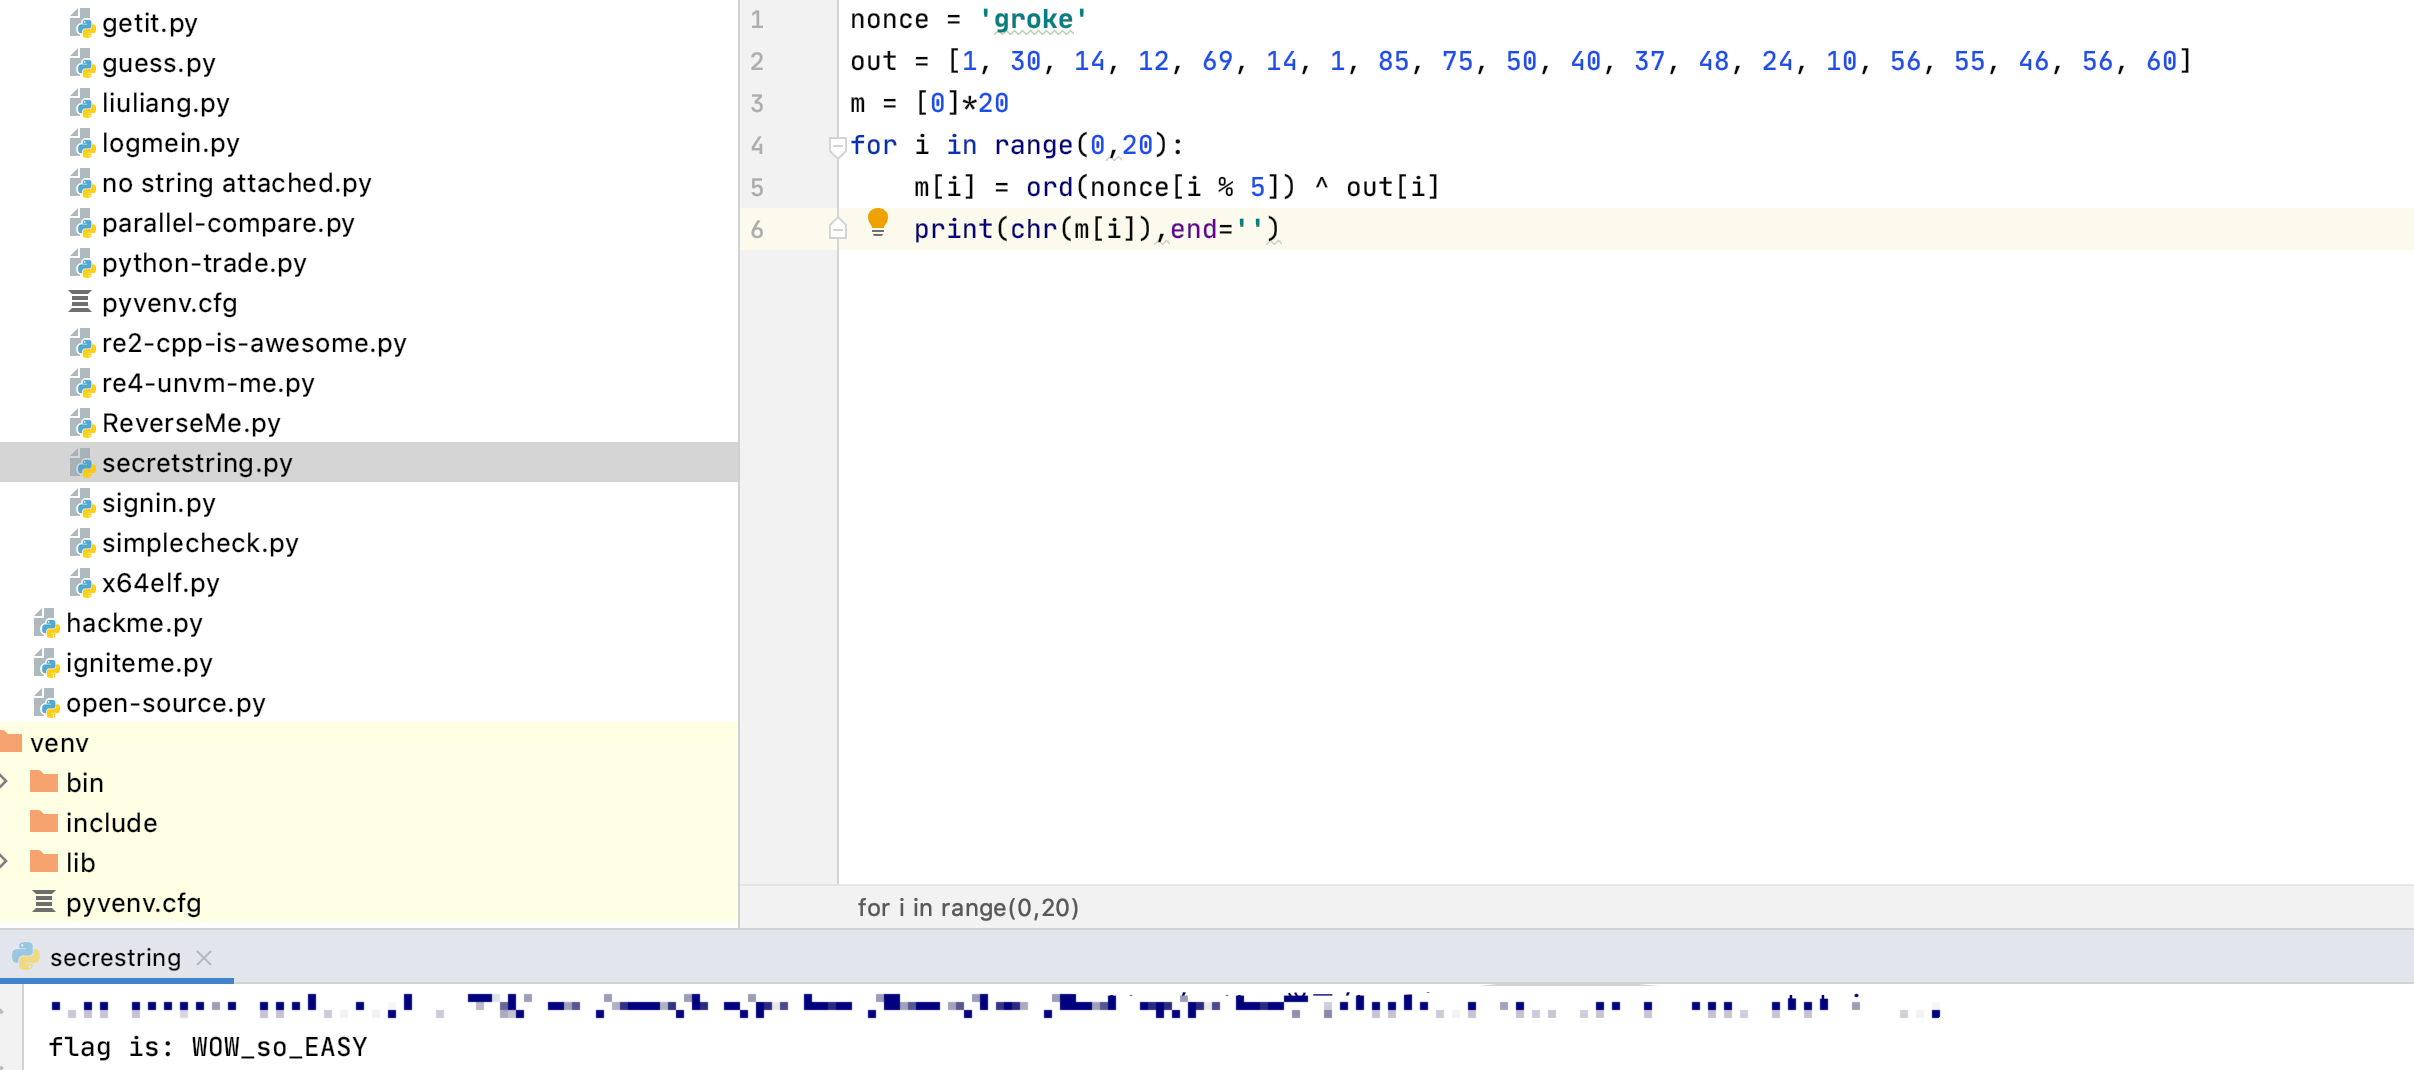 getit.py
guess.py
liuliang.py
logmein.py
no string attached.py
parallel-compare.py
python-trade.py
pyvenv.cfg
re2-cpp-is-awesome.py
re4-unvm-me.py
ReverseMe.py
secretstring.py
signin.py
simplecheck.py
x64elf.py
hackme.py
igniteme.py
open-source.py
venv
bin
include
lib
pyvenv.cfg
1 nonce = 'groke'
2 out = [1, 30, 14, 12, 69, 14, 1, 85, 75, 50, 40, 37, 48, 24, 10, 56, 55, 46, 56, 60]
3 m = [0]*20
4 for i in range(0,20):
5 m[i] = ord(nonce[i % 5]) ^ out[i]
6 print(chr(m[i]),end='')
for i in range(0,20)
secrestring
flag is: WOW_so_EASY